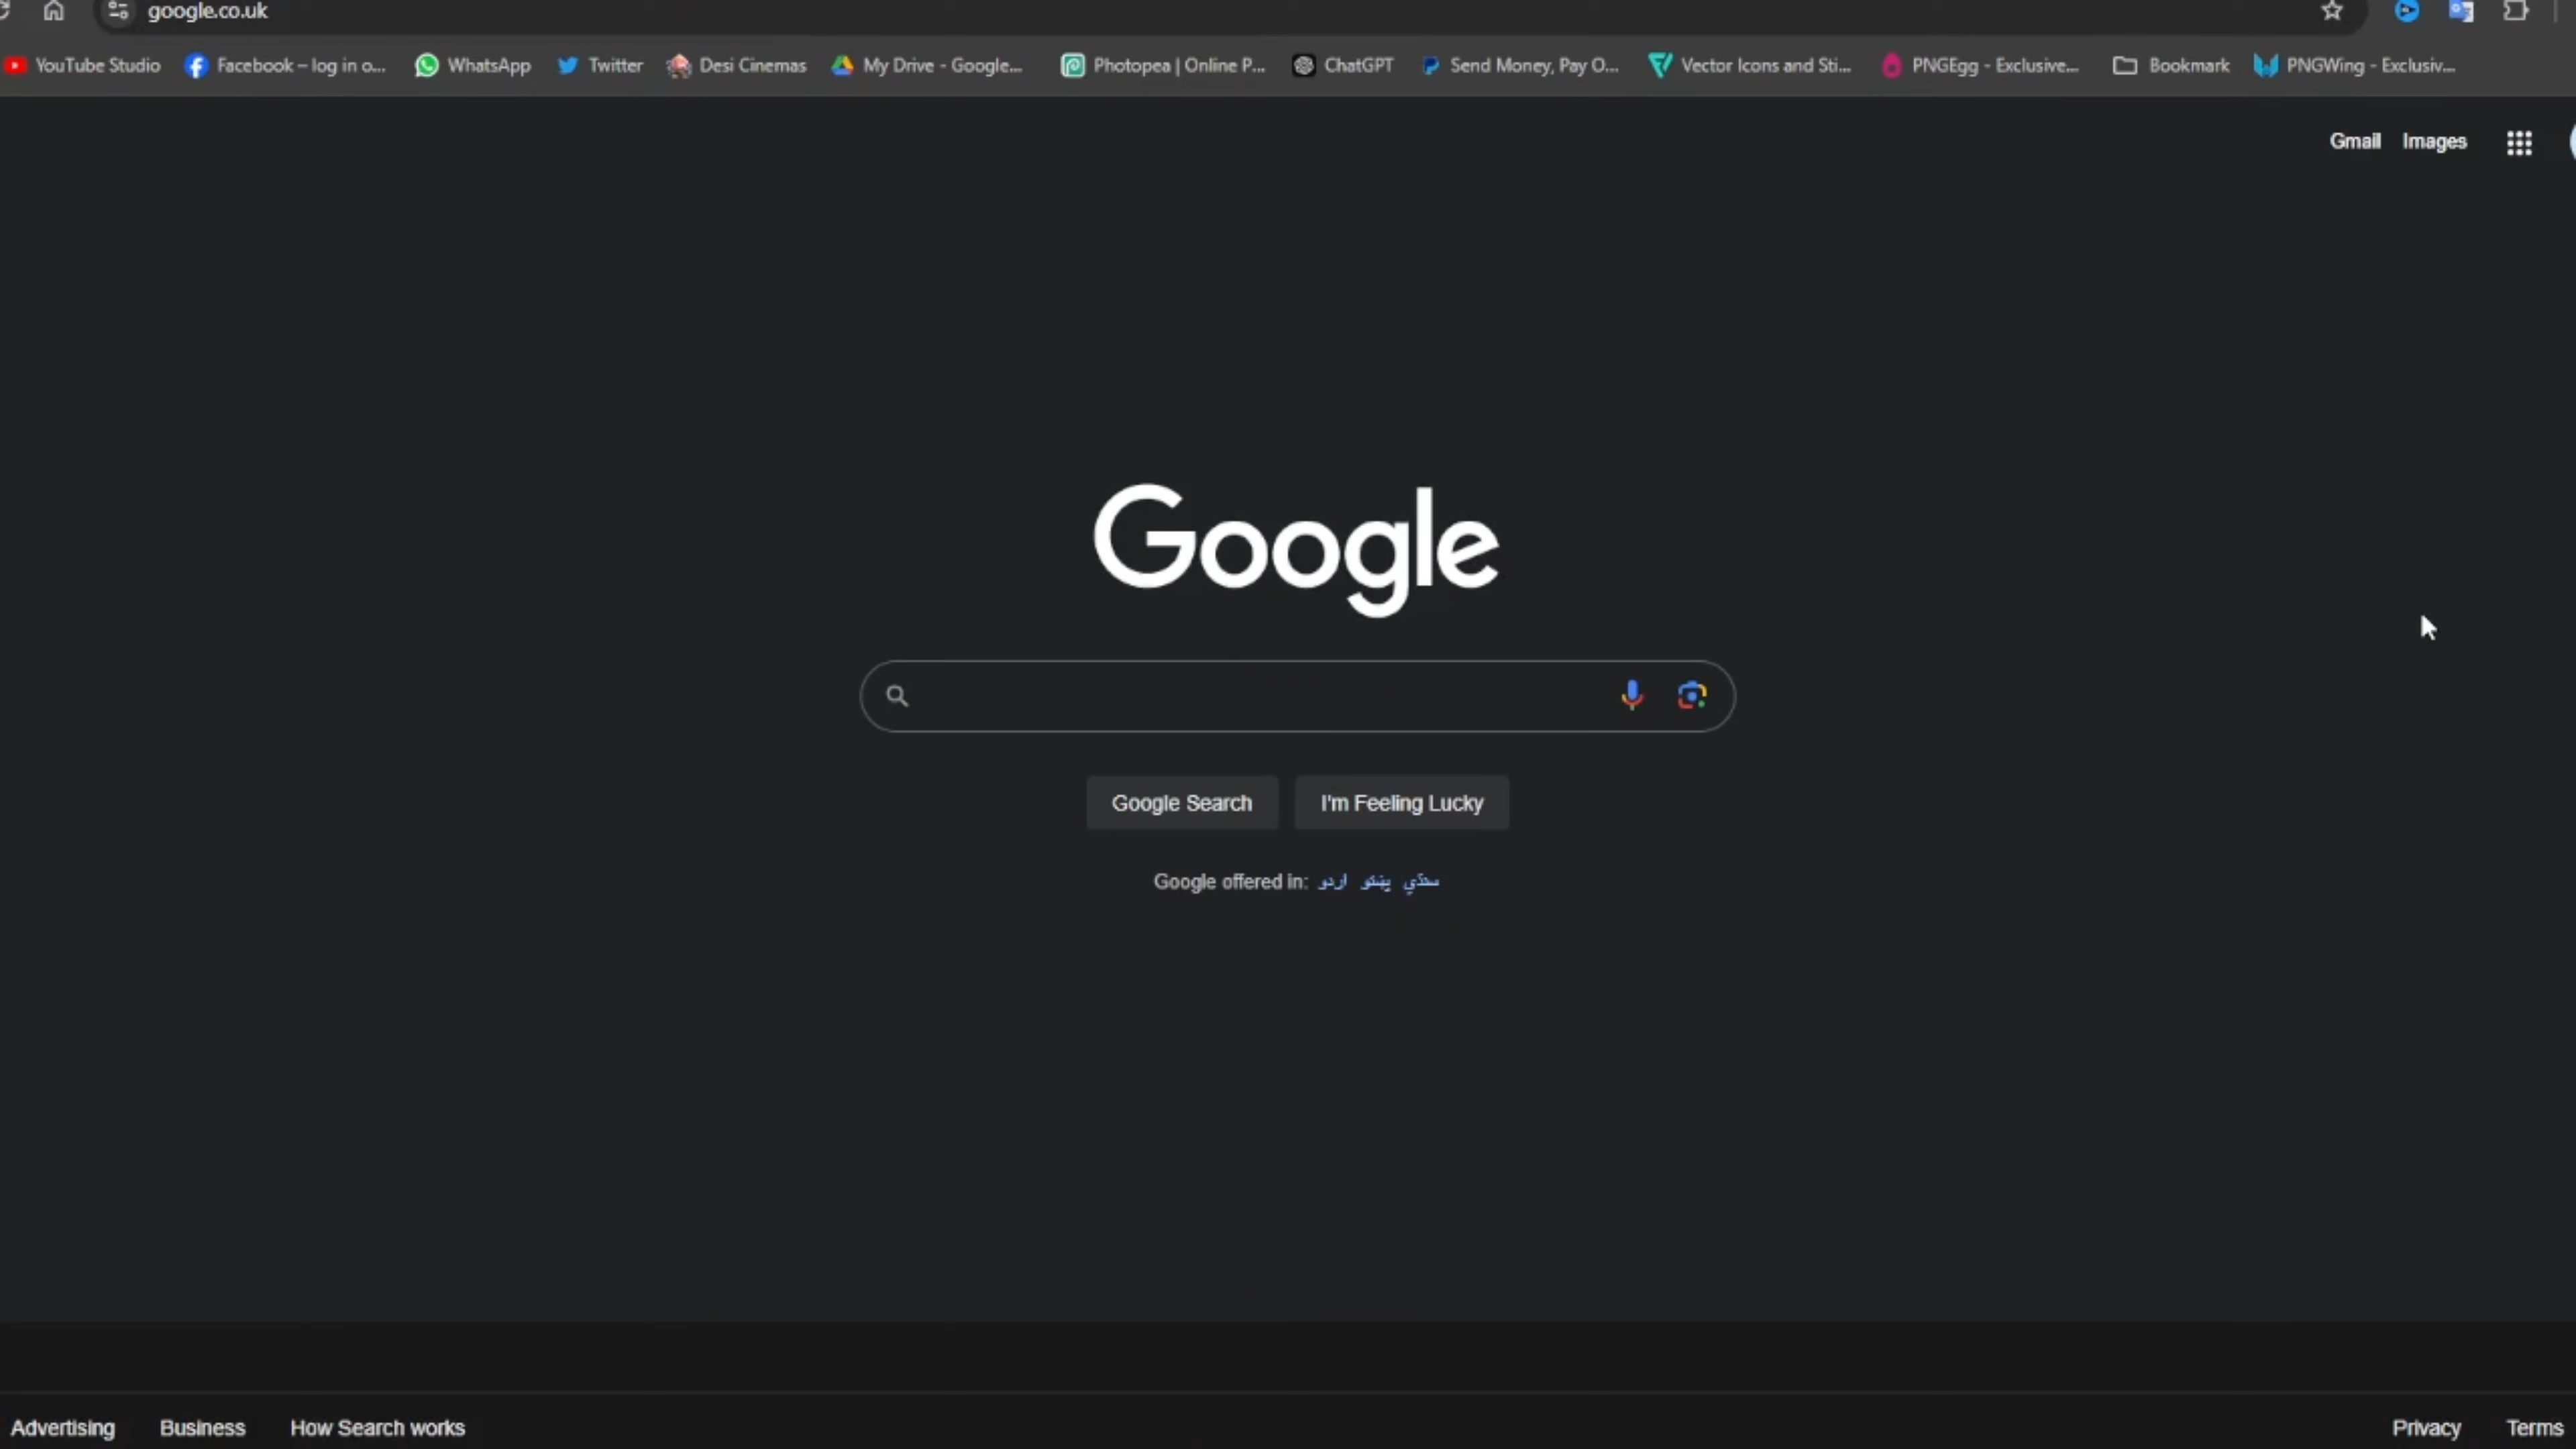 google.co.uk
YouTube Studio Facebook – log in o... WhatsApp Twitter Desi Cinemas My Drive - Google... Photopea | Online P... ChatGPT Send Money, Pay O... Vector Icons and Sti... PNGEgg - Exclusive... Bookmark PNGWing - Exclusiv...
Gmail Images
Google
Google Search I'm Feeling Lucky
Google offered in: اردو پښتو سنڌي
Advertising Business How Search works Privacy Terms